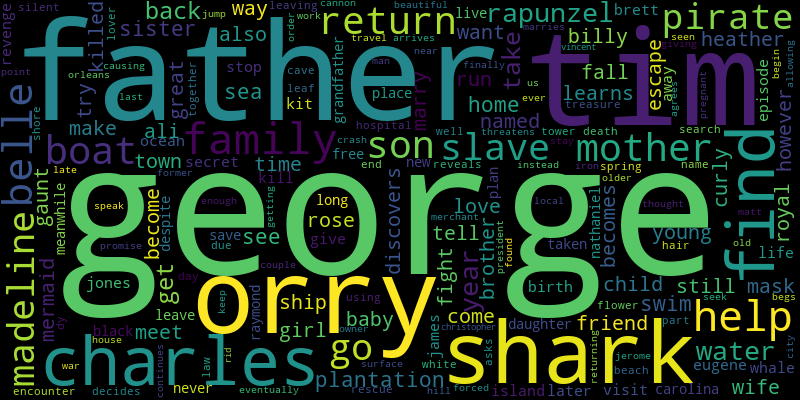 george
father
tim
orry
shark
charles
find
family
boat
slave
mother
son
help
return
pirate
rapunzel
belle
madeline
go
plantation
water
back
way
sister
killed
revenge
silent
jump
work
order
lover
leaving
beautiful
live
brett
want
billy
heather
marries
travel
arrives
also
stop
great
try
point
orleans
causing
sea
kit
last
together
cave
leaf
place
grandfather
man
near
finally
vincent
giving
seen
us
ever
treasure
agrees
pregnant
allowing
begin
episode
escape
away
fall
take
run
home
learns
named
marry
make
ali
ocean
town
secret
time
shore
hospital
crash
free
end
well
threatens
tower
death
search
reveals
new
instead
stay
iron
spring
name
older
however
royal
curly
gaunt
meanwhile
late
former
kill
speak
enough
long
rose
give
see
save
due
despite
become
promise
mermaid
getting
discovers
love
tell
merchant
brother
plan
president
found
birth
local
nathaniel
taken
becomes
young
thought
hair
matt
old
life
jones
get
day
couple
leave
meet
black
dy
house
war
continues
decides
encounter
never
law
rid
raymond
eventually
keep
ship
girl
using
owner
baby
fight
year
come
james
christopher
surface
white
rescue
hill
forced
asks
daughter
friend
flower
child
still
swim
mask
seek
begs
part
returning
jerome
beach
eugene
whale
city
island
later
visit
carolina
wife
cannon